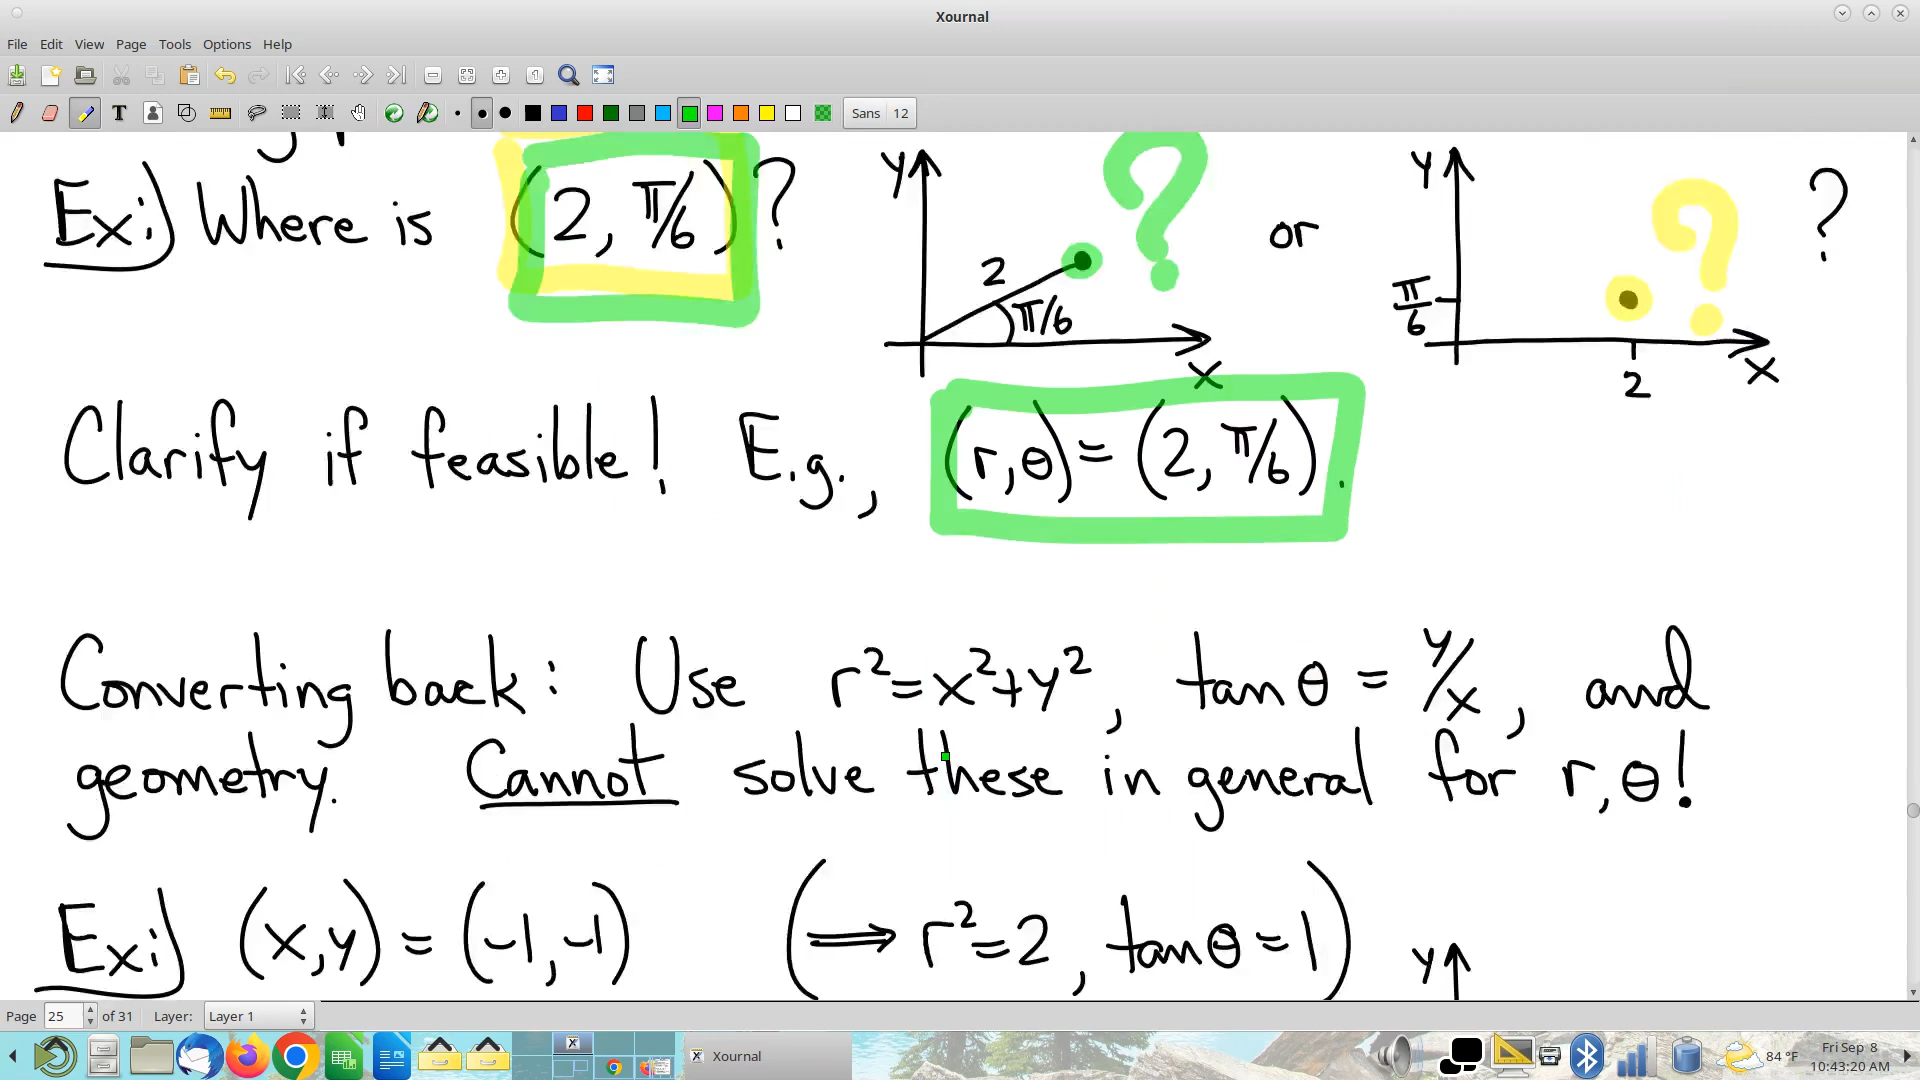 Xournal
File Edit View Page Tools Options Help
Sans 12
Ex: Where is (2, π/6)? y 2 π/6 x ? or y π/6 2 x ? ?
Clarify if feasible! E.g., (r,θ) = (2, π/6).
Converting back: Use r²=x²+y², tan θ = y/x, and
geometry. Cannot solve these in general for r, θ!
Ex: (x,y) = (-1,-1) (⟹ r²=2, tanθ=1) y
Page 25 of 31 Layer: Layer 1
Xournal 84 °F Fri Sep 8
10:43:20 AM